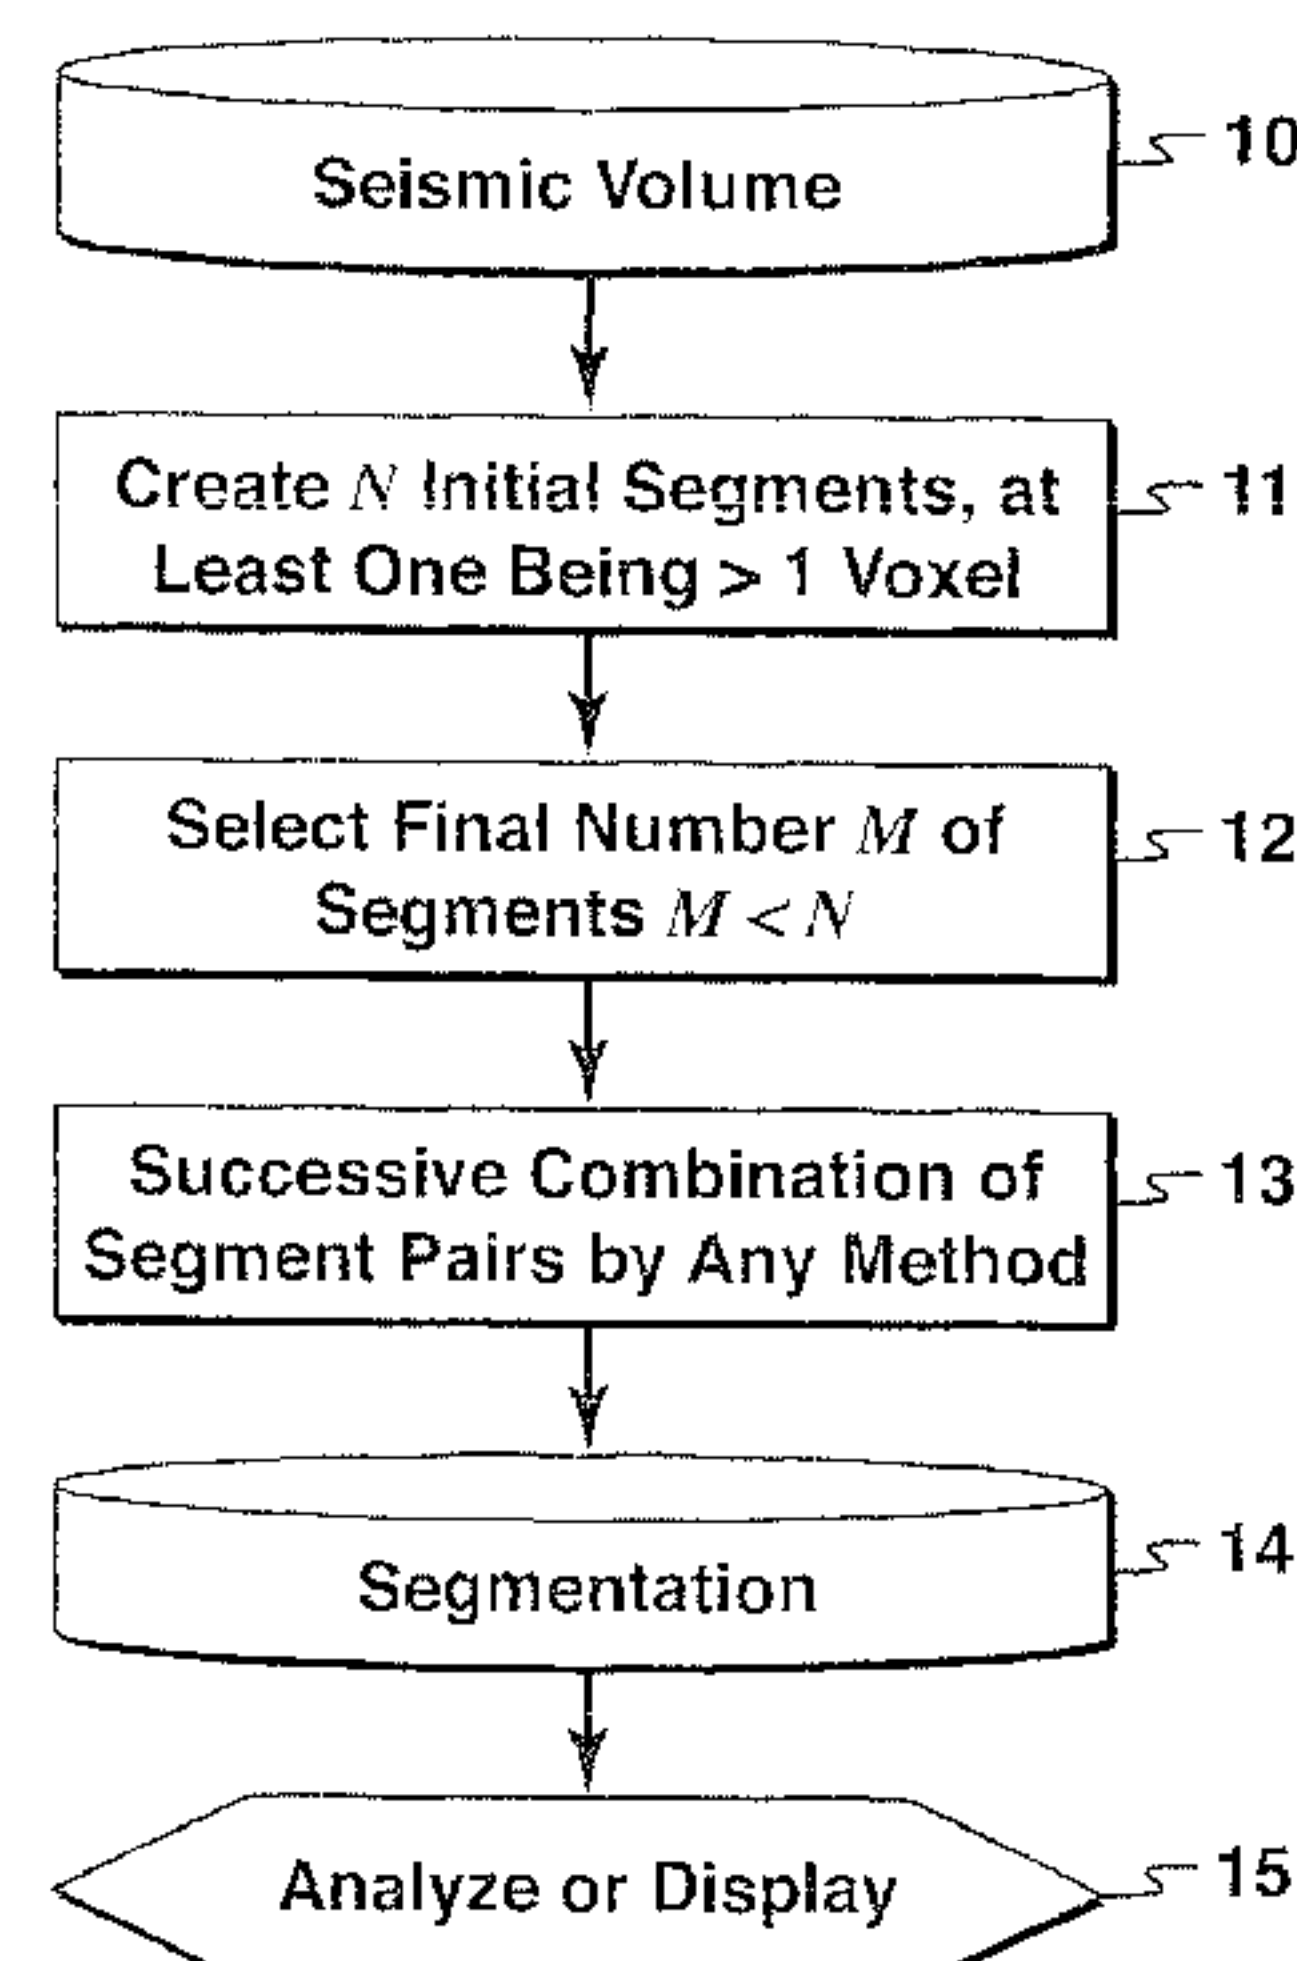 Seismic Volume
10
Create N Initial Segments, at
Least One Being > 1 Voxel
11
Select Final Number M of
Segments M < N
12
Successive Combination of
Segment Pairs by Any Method
13
Segmentation
14
Analyze or Display
15